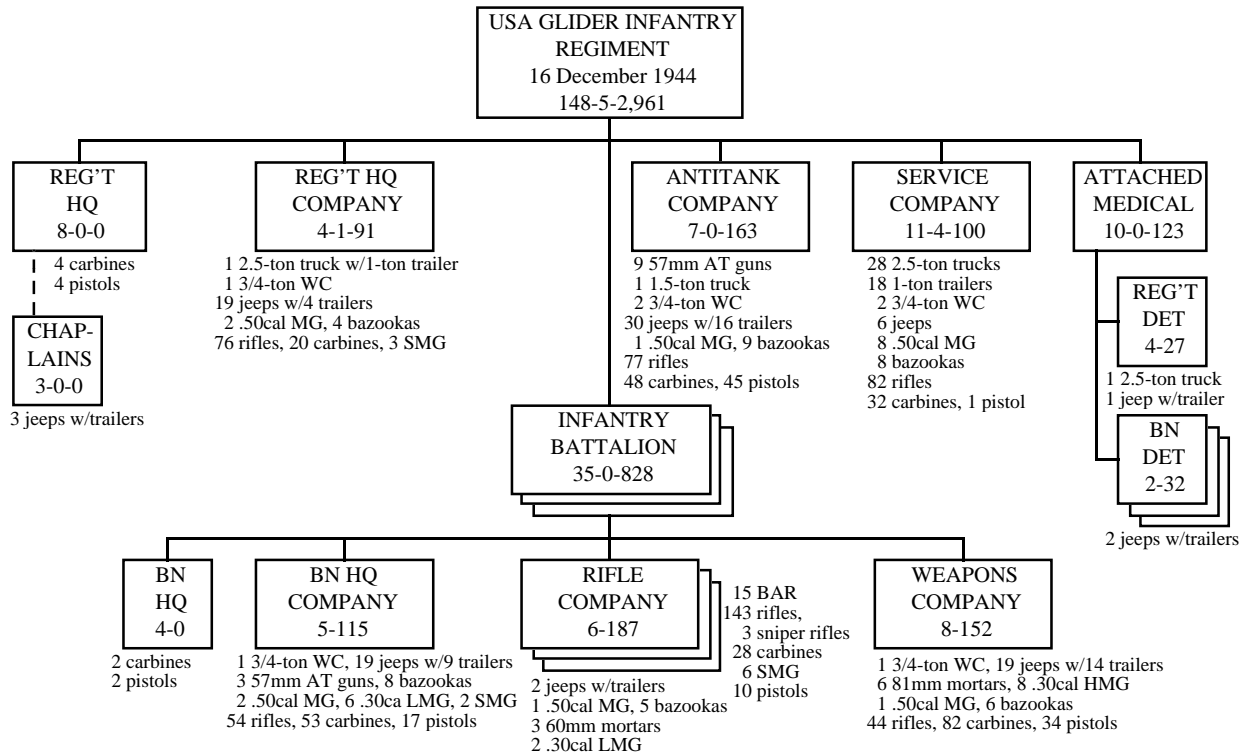 USA GLIDER INFANTRY
REGIMENT
16 December 1944
148-5-2,961
REG'T
HQ
8-0-0
4 carbines
4 pistols
CHAP-
LAINS
3-0-0
3 jeeps w/trailers
REG'T HQ
COMPANY
4-1-91
1 2.5-ton truck w/1-ton trailer
1 3/4-ton WC
19 jeeps w/4 trailers
2 .50cal MG, 4 bazookas
76 rifles, 20 carbines, 3 SMG
ANTITANK
COMPANY
7-0-163
9 57mm AT guns
1 1.5-ton truck
2 3/4-ton WC
30 jeeps w/16 trailers
1 .50cal MG, 9 bazookas
77 rifles
48 carbines, 45 pistols
SERVICE
COMPANY
11-4-100
28 2.5-ton trucks
18 1-ton trailers
2 3/4-ton WC
6 jeeps
8 .50cal MG
8 bazookas
82 rifles
32 carbines, 1 pistol
ATTACHED
MEDICAL
10-0-123
REG'T
DET
4-27
1 2.5-ton truck
1 jeep w/trailer
BN
DET
2-32
2 jeeps w/trailers
INFANTRY
BATTALION
35-0-828
BN
HQ
4-0
2 carbines
2 pistols
BN HQ
COMPANY
5-115
1 3/4-ton WC, 19 jeeps w/9 trailers
3 57mm AT guns, 8 bazookas
2 .50cal MG, 6 .30ca LMG, 2 SMG
54 rifles, 53 carbines, 17 pistols
RIFLE
COMPANY
6-187
2 jeeps w/trailers
1 .50cal MG, 5 bazookas
3 60mm mortars
2 .30cal LMG
15 BAR
143 rifles,
3 sniper rifles
28 carbines
6 SMG
10 pistols
WEAPONS
COMPANY
8-152
1 3/4-ton WC, 19 jeeps w/14 trailers
6 81mm mortars, 8 .30cal HMG
1 .50cal MG, 6 bazookas
44 rifles, 82 carbines, 34 pistols